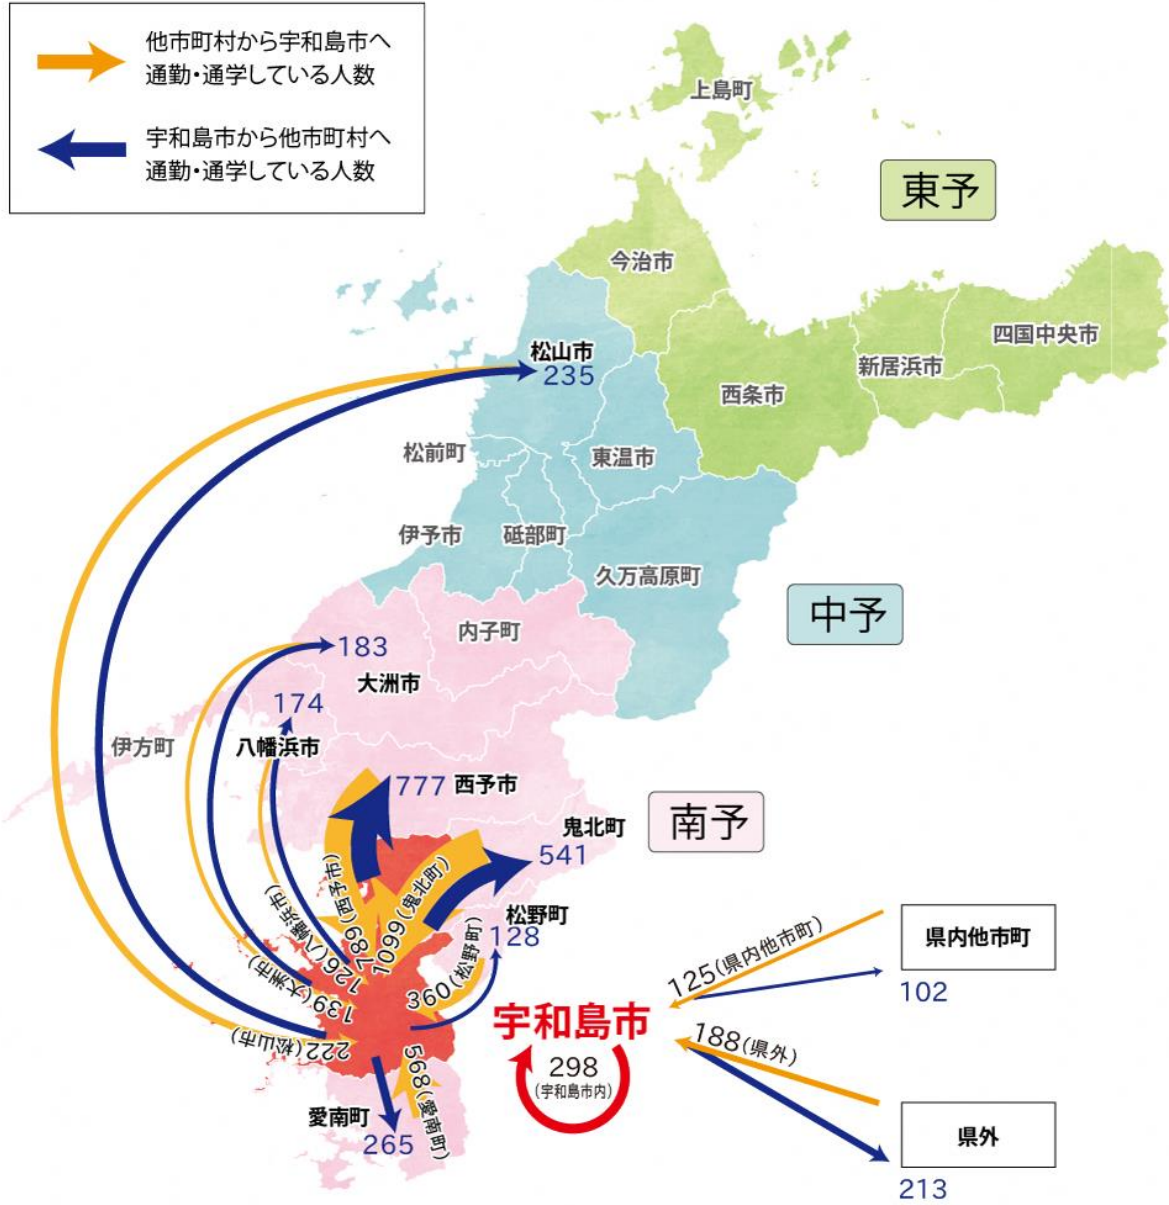 他市町村から宇和島市へ
通勤・通学している人数
宇和島市から他市町村へ
通勤・通学している人数
上島町
東予
今治市
四国中央市
新居浜市
西条市
松山市
235
松前町
東温市
伊予市
砥部町
久万高原町
中予
内子町
183
大洲市
174
八幡浜市
伊方町
777
西予市
南予
鬼北町
541
松野町
128
789(西予市)
1099(鬼北町)
126(八幡浜市)
139(大洲市)
222(松山市)
360(松野町)
568(愛南町)
愛南町
265
宇和島市
298
(宇和島市内)
125(県内他市町)
県内他市町
102
188(県外)
県外
213